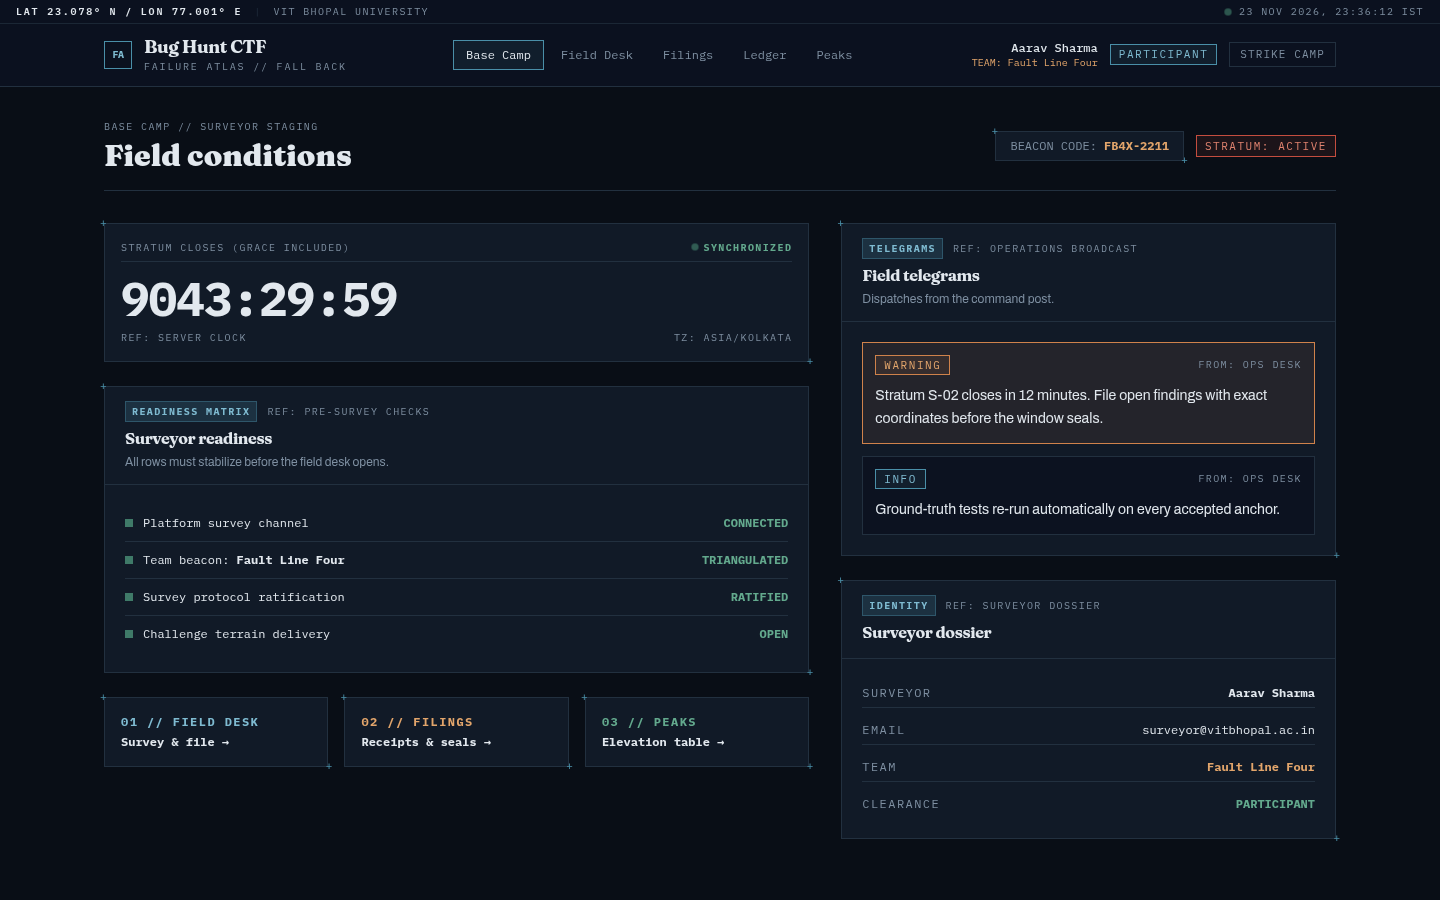 LAT 23.078° N / LON 77.001° E | VIT BHOPAL UNIVERSITY
23 NOV 2026, 23:36:12 IST
FA
Bug Hunt CTF
FAILURE ATLAS // FALL BACK
Base Camp
Field Desk
Filings
Ledger
Peaks
Aarav Sharma
TEAM: Fault Line Four
PARTICIPANT
STRIKE CAMP
BASE CAMP // SURVEYOR STAGING
Field conditions
BEACON CODE: FB4X-2211
STRATUM: ACTIVE
STRATUM CLOSES (GRACE INCLUDED)
SYNCHRONIZED
9043:29:59
REF: SERVER CLOCK
TZ: ASIA/KOLKATA
READINESS MATRIX REF: PRE-SURVEY CHECKS
Surveyor readiness
All rows must stabilize before the field desk opens.
Platform survey channel CONNECTED
Team beacon: Fault Line Four TRIANGULATED
Survey protocol ratification RATIFIED
Challenge terrain delivery OPEN
01 // FIELD DESK
Survey & file →
02 // FILINGS
Receipts & seals →
03 // PEAKS
Elevation table →
TELEGRAMS REF: OPERATIONS BROADCAST
Field telegrams
Dispatches from the command post.
WARNING FROM: OPS DESK
Stratum S-02 closes in 12 minutes. File open findings with exact
coordinates before the window seals.
INFO FROM: OPS DESK
Ground-truth tests re-run automatically on every accepted anchor.
IDENTITY REF: SURVEYOR DOSSIER
Surveyor dossier
SURVEYOR Aarav Sharma
EMAIL surveyor@vitbhopal.ac.in
TEAM Fault Line Four
CLEARANCE PARTICIPANT